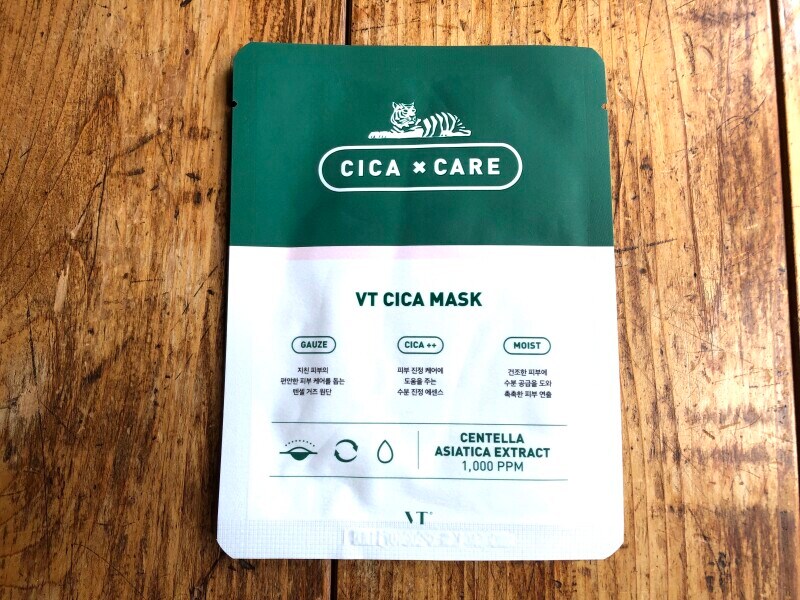 CICA × CARE
VT CICA MASK
GAUZE
지친 피부의
편안한 피부 케어를 돕는
텐셀 거즈 원단
CICA ++
피부 진정 케어에
도움을 주는
수분 진정 에센스
MOIST
건조한 피부에
수분 공급을 도와
촉촉한 피부 연출
CENTELLA
ASIATICA EXTRACT
1,000 PPM
VT